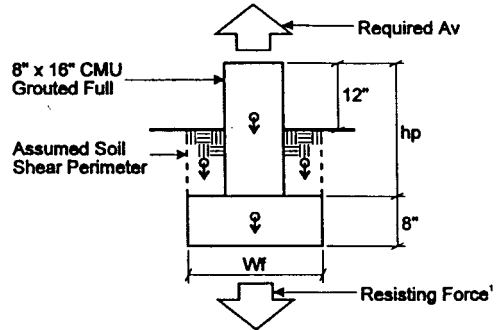 Required Av
8" x 16" CMU
Grouted Full
12"
hp
Assumed Soil
Shear Perimeter
8"
Wf
Resisting Force¹